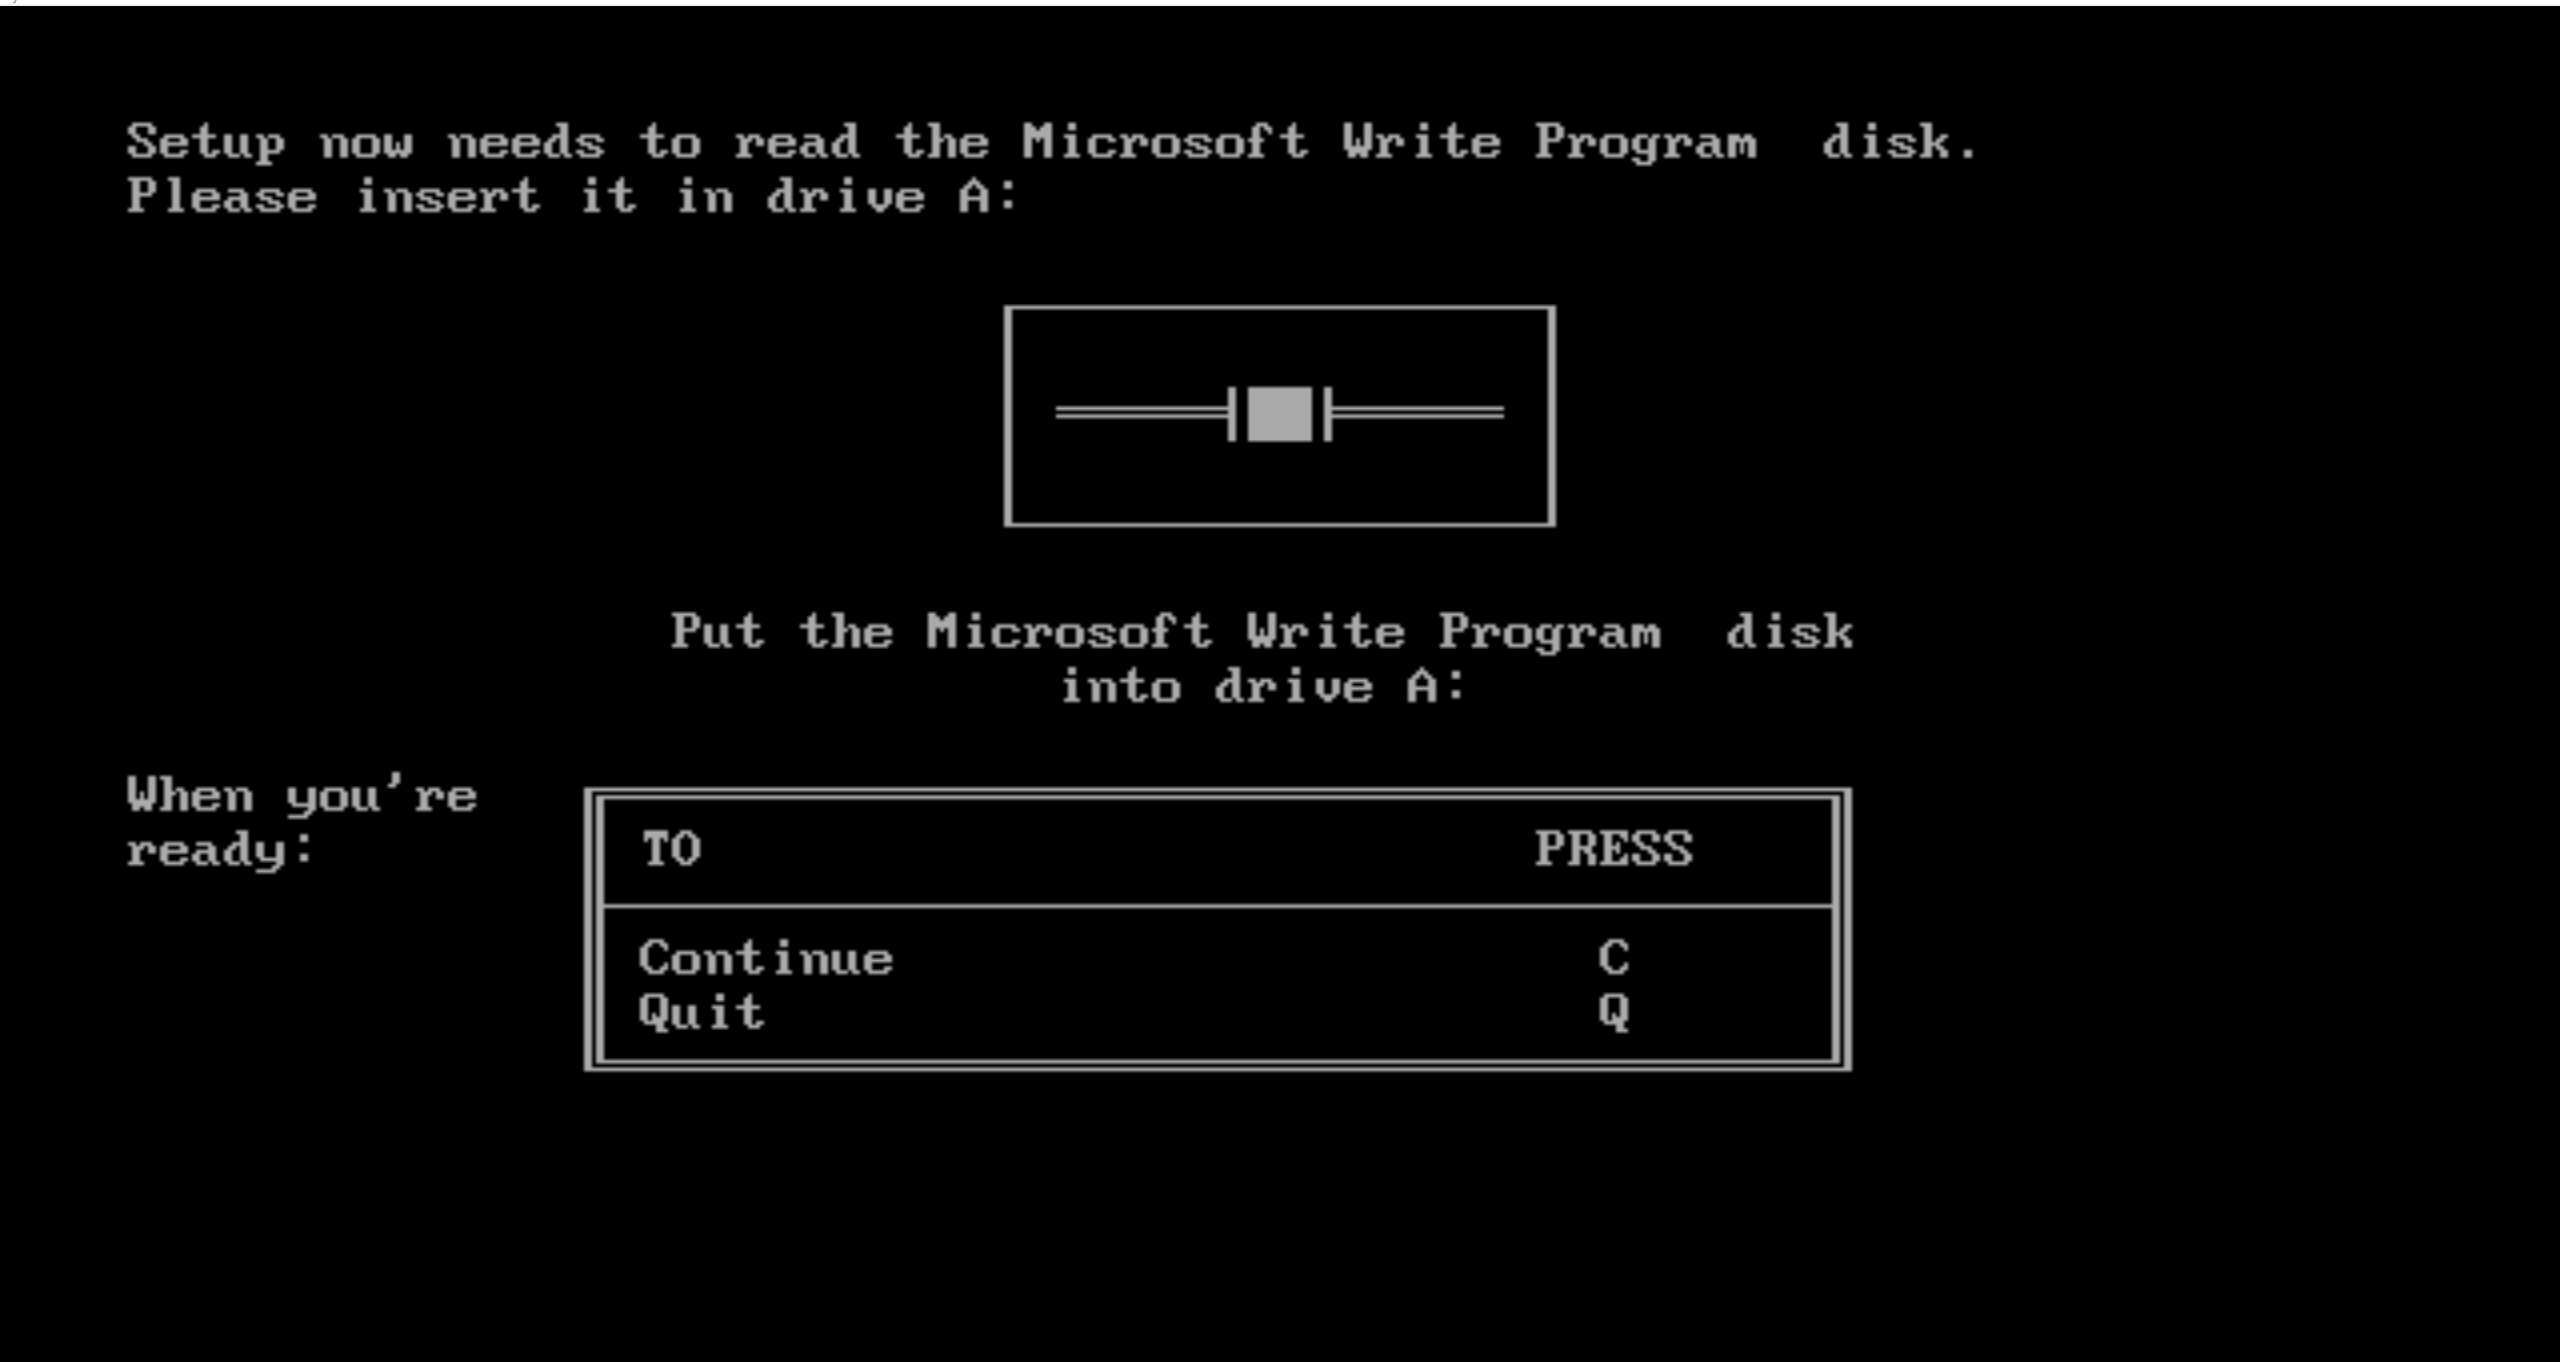 Setup now needs to read the Microsoft Write Program  disk.
Please insert it in drive A:
Put the Microsoft Write Program  disk
into drive A:
When you're
ready:
TO PRESS
Continue C
Quit Q